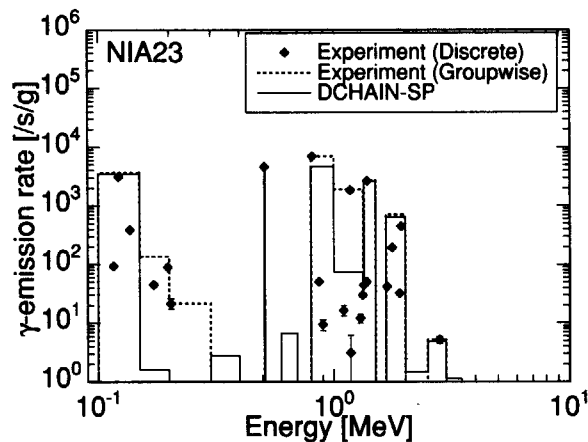 NIA23
Experiment (Discrete)
Experiment (Groupwise)
DCHAIN-SP
γ-emission rate [/s/g]
10^6
10^5
10^4
10^3
10^2
10^1
10^0
10^-1
10^0
10^1
Energy [MeV]